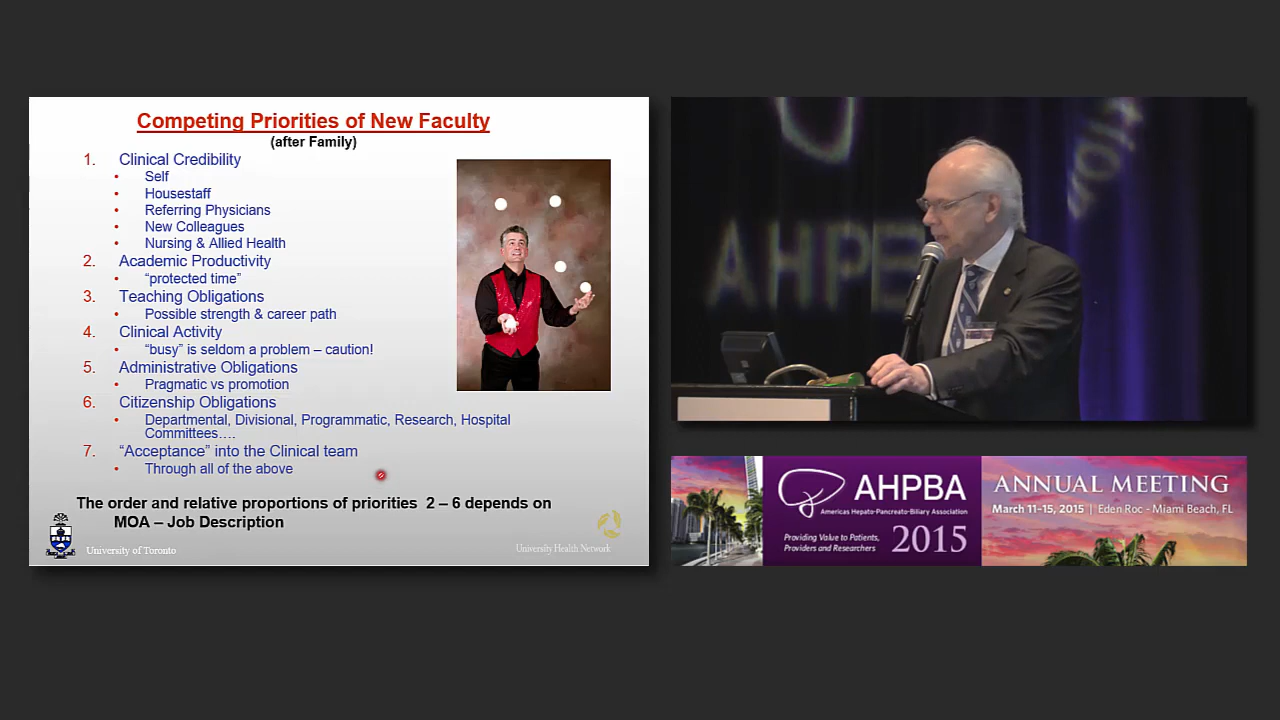 Competing Priorities of New Faculty
(after Family)
1. Clinical Credibility
• Self
• Housestaff
• Referring Physicians
• New Colleagues
• Nursing & Allied Health
2. Academic Productivity
• “protected time”
3. Teaching Obligations
• Possible strength & career path
4. Clinical Activity
• “busy” is seldom a problem – caution!
5. Administrative Obligations
• Pragmatic vs promotion
6. Citizenship Obligations
• Departmental, Divisional, Programmatic, Research, Hospital
Committees….
7. “Acceptance” into the Clinical team
• Through all of the above
The order and relative proportions of priorities 2 – 6 depends on
MOA – Job Description
University of Toronto
University Health Network
AHPB
AHPBA
Americas Hepato-Pancreato-Biliary Association
Providing Value to Patients,
Providers and Researchers
2015
ANNUAL MEETING
March 11-15, 2015 | Eden Roc - Miami Beach, FL